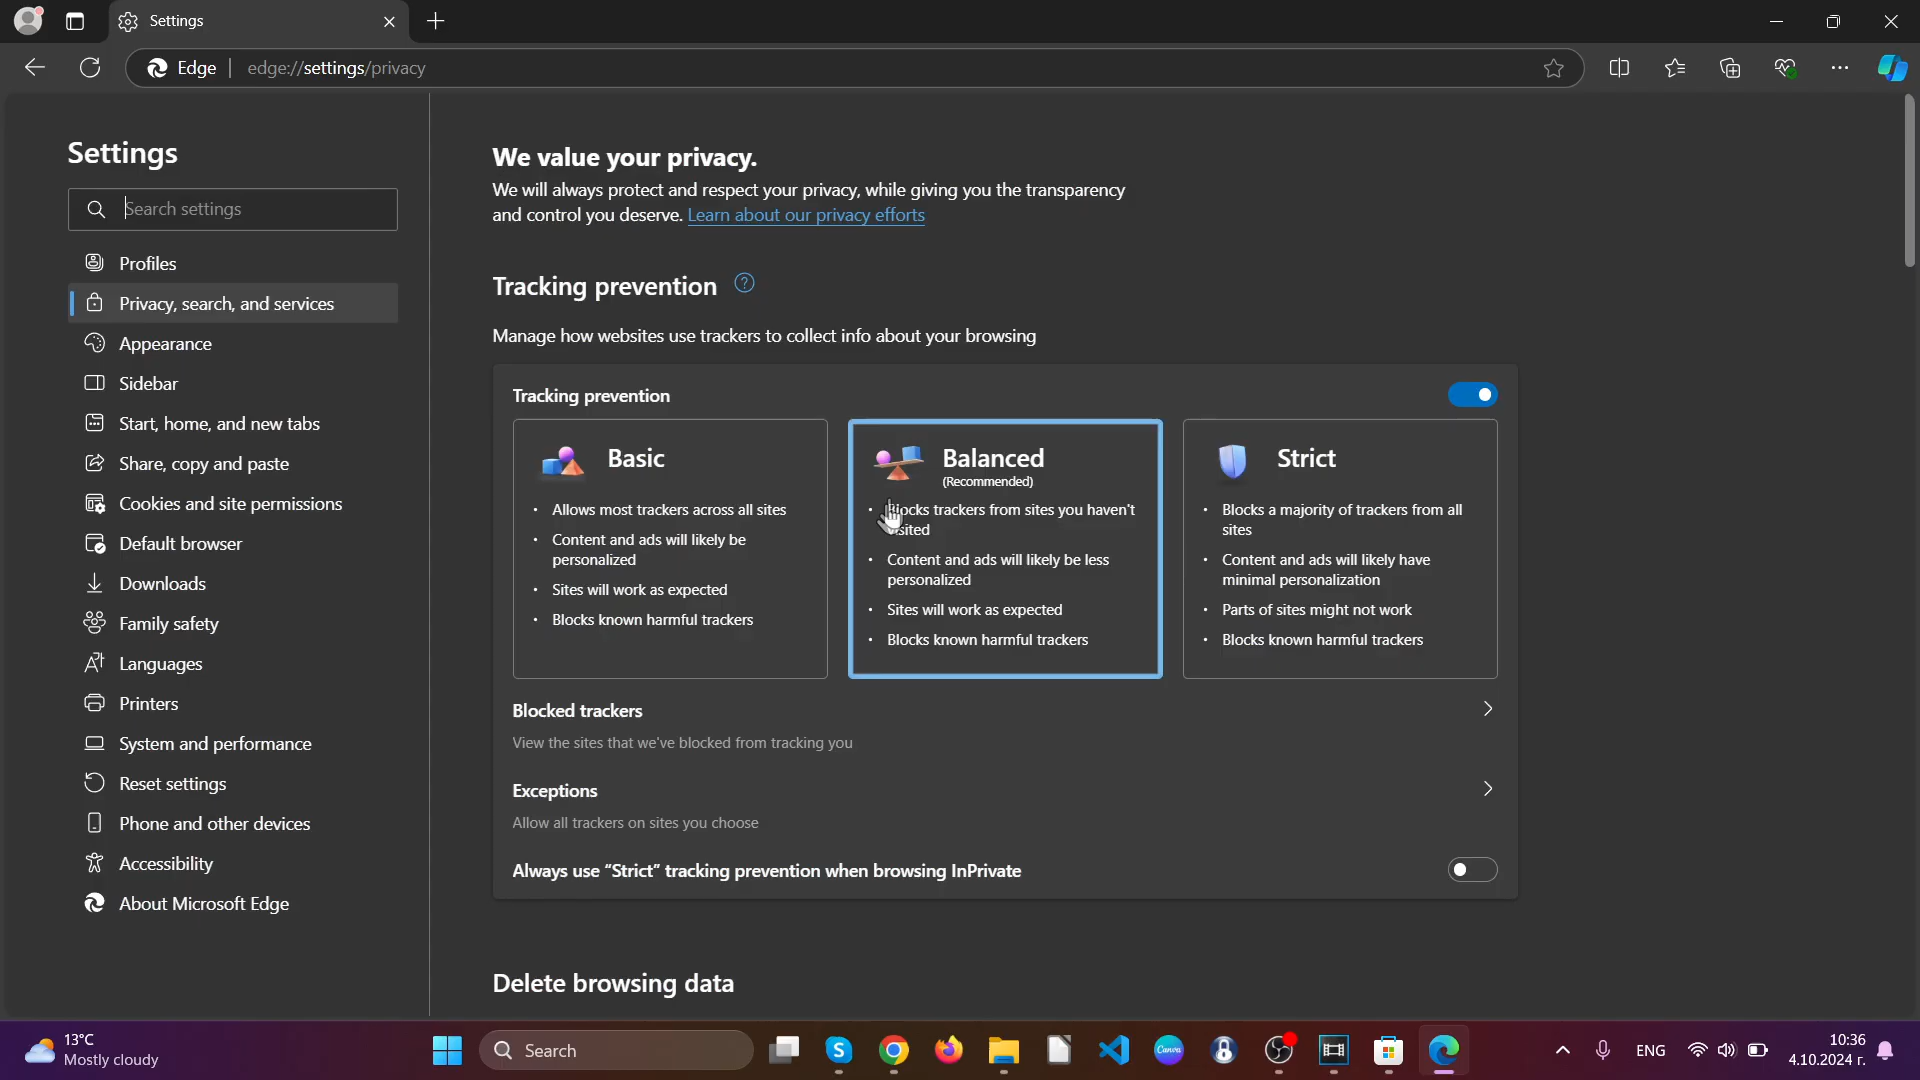 Settings
Edge
edge://settings/privacy
Settings
Search settings
Profiles
Privacy, search, and services
Appearance
Sidebar
Start, home, and new tabs
Share, copy and paste
Cookies and site permissions
Default browser
Downloads
Family safety
Languages
Printers
System and performance
Reset settings
Phone and other devices
Accessibility
About Microsoft Edge
We value your privacy.
We will always protect and respect your privacy, while giving you the transparency
and control you deserve. Learn about our privacy efforts
Tracking prevention
Manage how websites use trackers to collect info about your browsing
Tracking prevention
Basic
• Allows most trackers across all sites
• Content and ads will likely be
personalized
• Sites will work as expected
• Blocks known harmful trackers
Balanced
(Recommended)
• Blocks trackers from sites you haven't
visited
• Content and ads will likely be less
personalized
• Sites will work as expected
• Blocks known harmful trackers
Strict
• Blocks a majority of trackers from all
sites
• Content and ads will likely have
minimal personalization
• Parts of sites might not work
• Blocks known harmful trackers
Blocked trackers
View the sites that we've blocked from tracking you
Exceptions
Allow all trackers on sites you choose
Always use “Strict” tracking prevention when browsing InPrivate
Delete browsing data
13°C
Mostly cloudy
Search
Canva
ENG
10:36
4.10.2024 г.